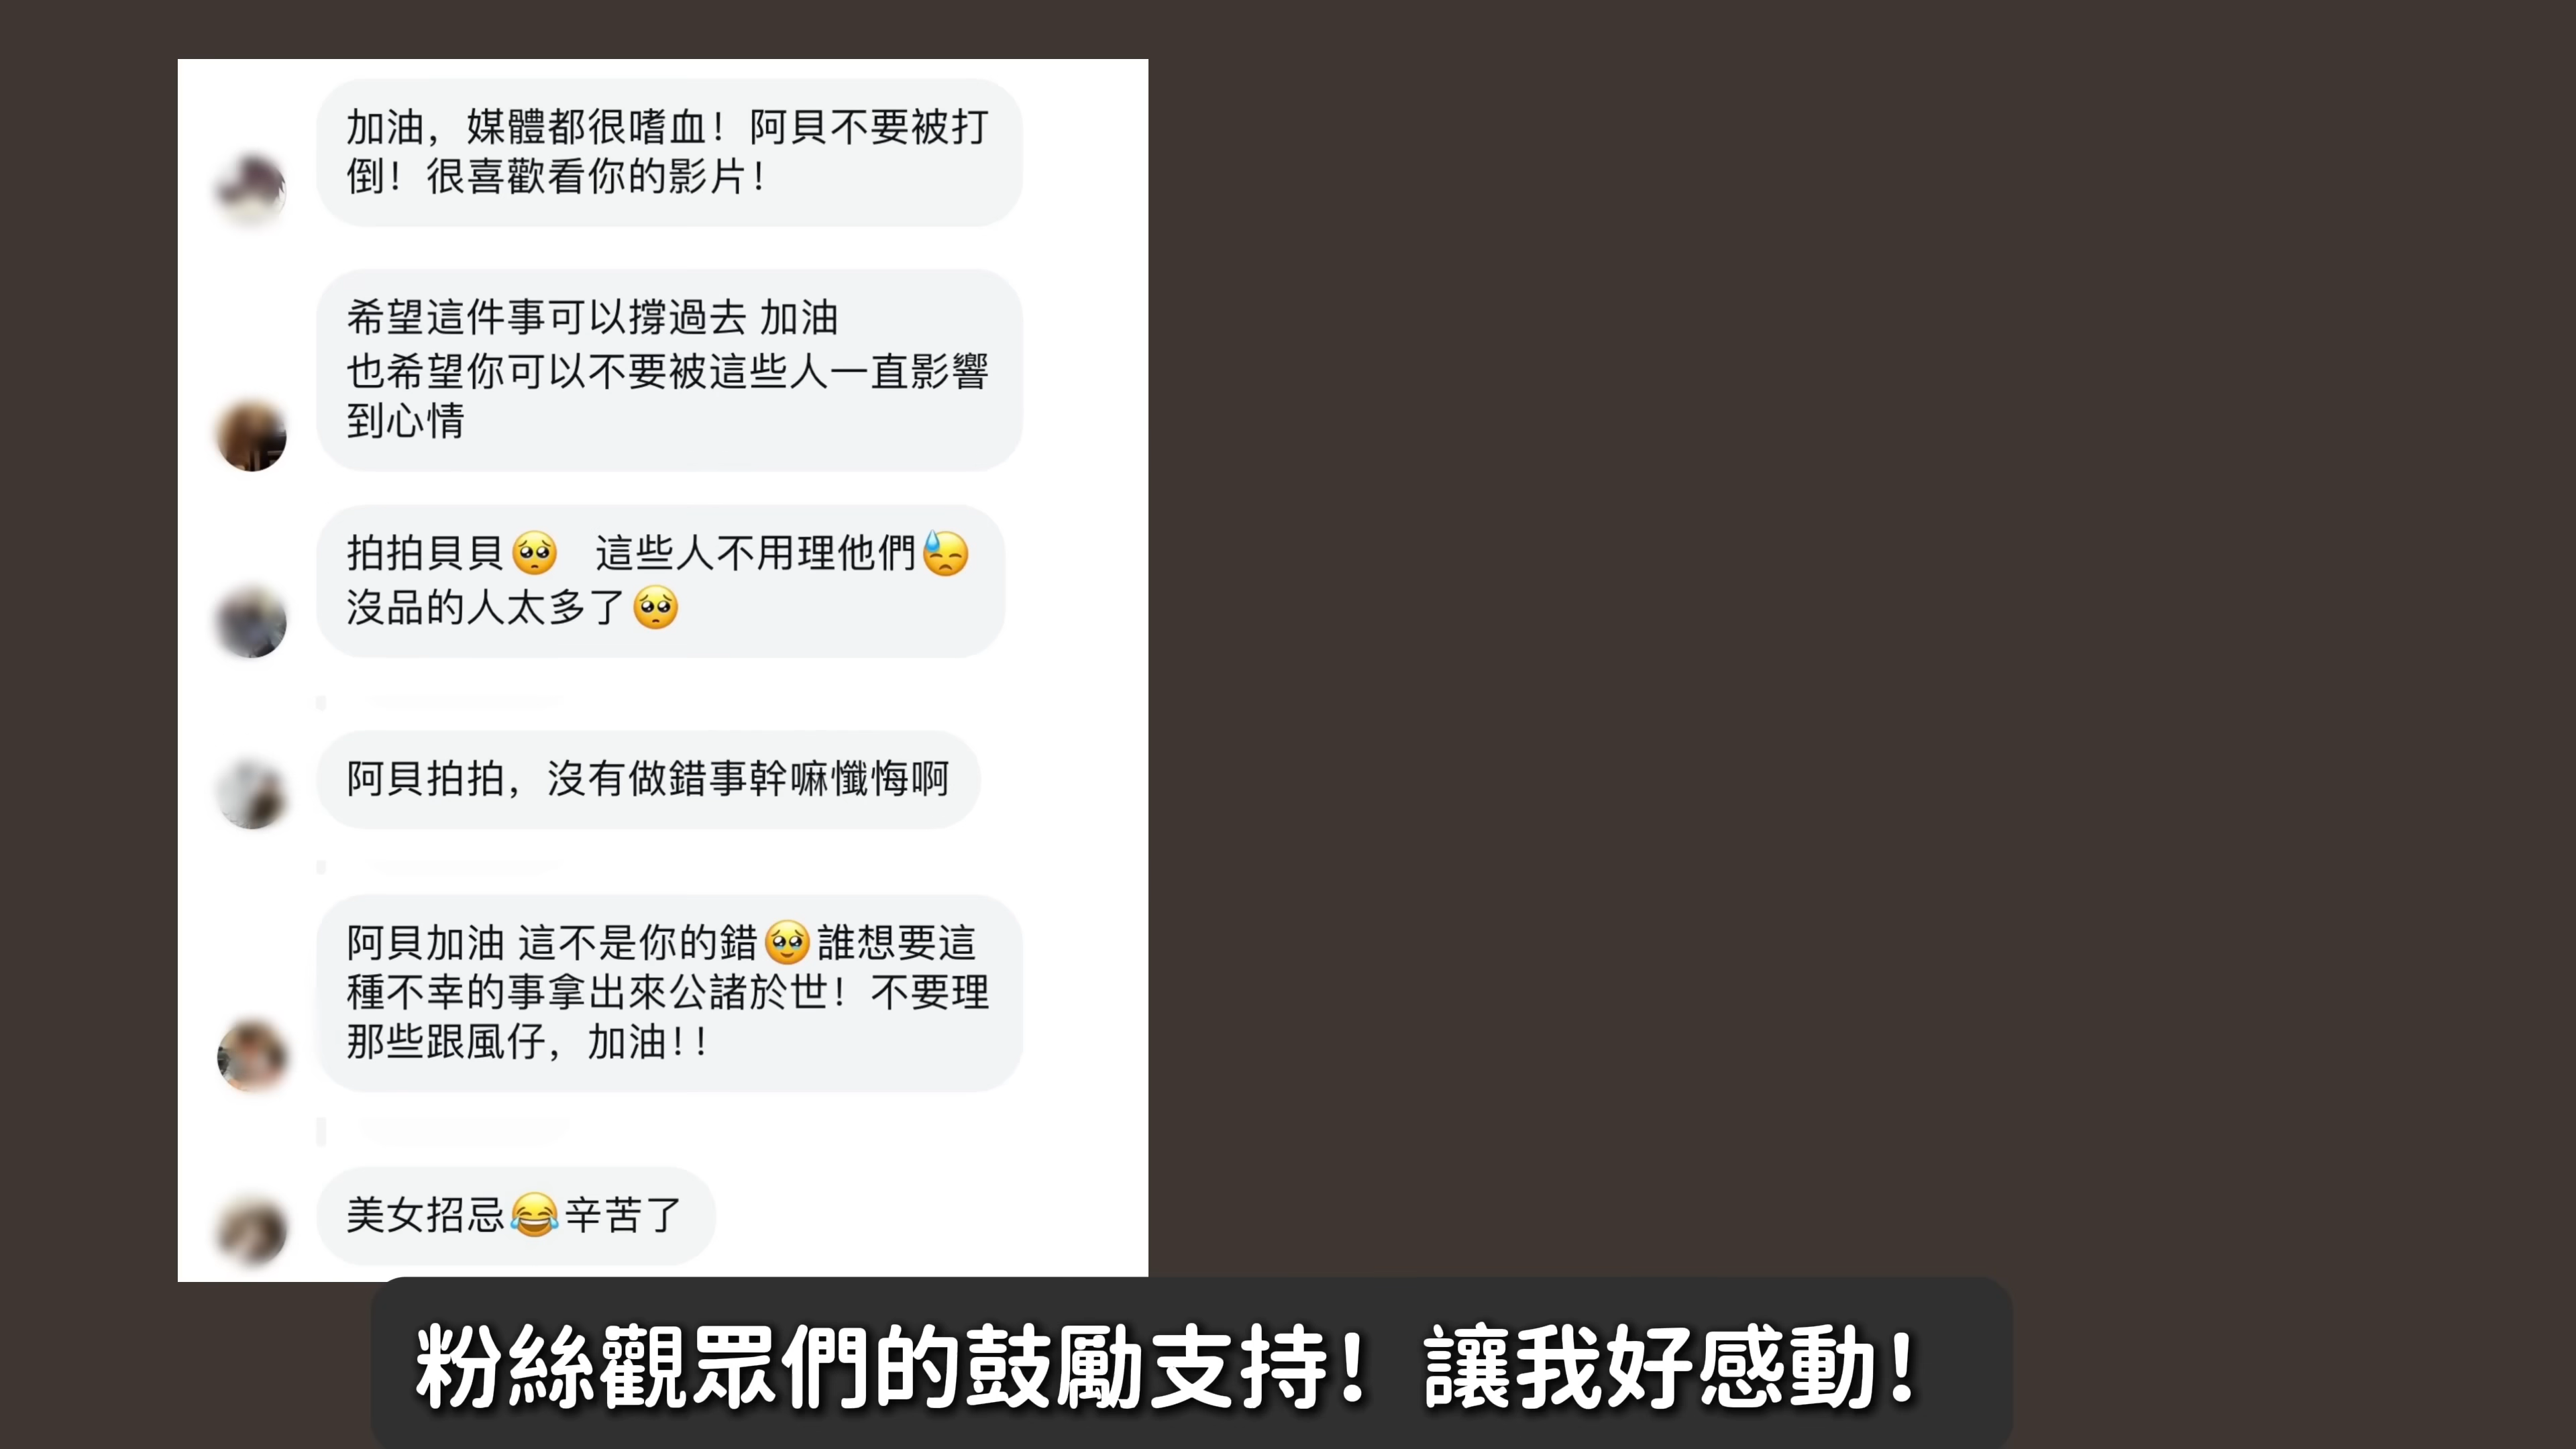 加油，媒體都很嗜血！阿貝不要被打
倒！很喜歡看你的影片！
希望這件事可以撐過去 加油
也希望你可以不要被這些人一直影響
到心情
拍拍貝貝🥺 這些人不用理他們😓
沒品的人太多了🥺
阿貝拍拍，沒有做錯事幹嘛懺悔啊
阿貝加油 這不是你的錯🥹誰想要這
種不幸的事拿出來公諸於世！不要理
那些跟風仔，加油！！
美女招忌😂辛苦了
粉絲觀眾們的鼓勵支持！讓我好感動！